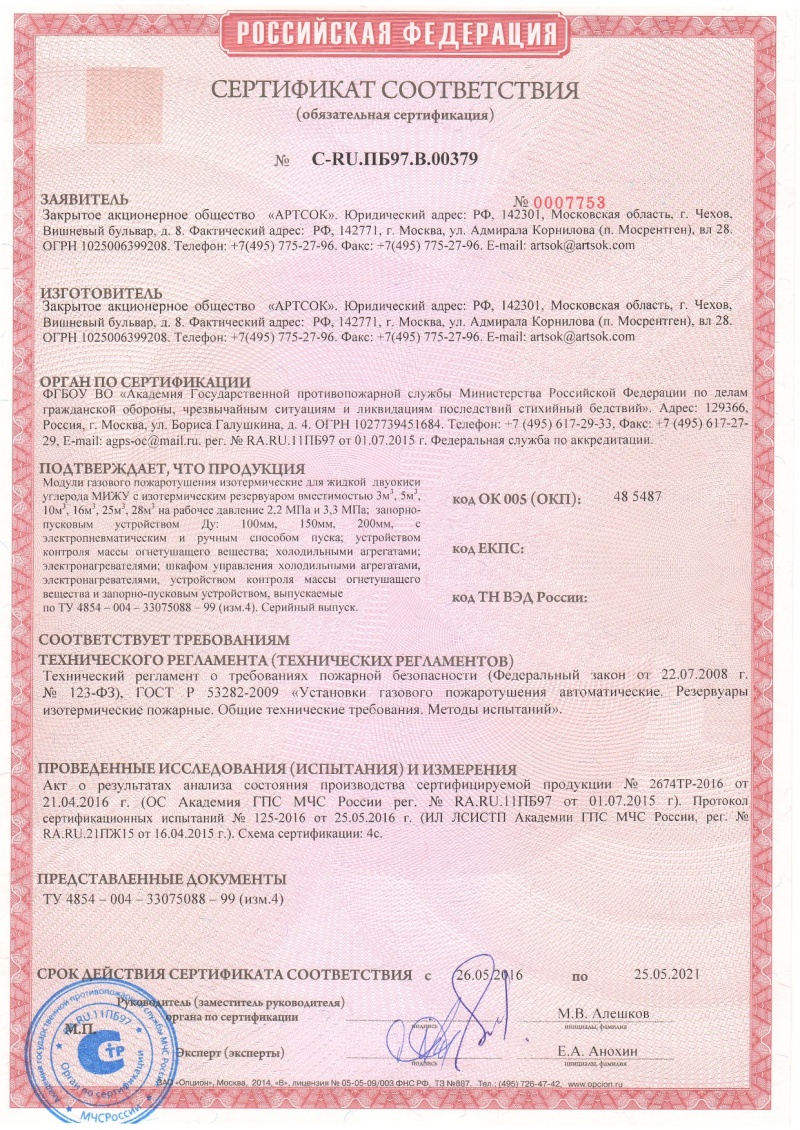 РОССИЙСКАЯ ФЕДЕРАЦИЯ
СЕРТИФИКАТ СООТВЕТСТВИЯ
(обязательная сертификация)
№ C-RU.ПБ97.В.00379
ЗАЯВИТЕЛЬ
№ 0007753
Закрытое акционерное общество «АРТСОК». Юридический адрес: РФ, 142301, Московская область, г. Чехов,
Вишневый бульвар, д. 8. Фактический адрес: РФ, 142771, г. Москва, ул. Адмирала Корнилова (п. Мосрентген), вл 28.
ОГРН 1025006399208. Телефон: +7(495) 775-27-96. Факс: +7(495) 775-27-96. E-mail: artsok@artsok.com
ИЗГОТОВИТЕЛЬ
Закрытое акционерное общество «АРТСОК». Юридический адрес: РФ, 142301, Московская область, г. Чехов,
Вишневый бульвар, д. 8. Фактический адрес: РФ, 142771, г. Москва, ул. Адмирала Корнилова (п. Мосрентген), вл 28.
ОГРН 1025006399208. Телефон: +7(495) 775-27-96. Факс: +7(495) 775-27-96. E-mail: artsok@artsok.com
ОРГАН ПО СЕРТИФИКАЦИИ
ФГБОУ ВО «Академия Государственной противопожарной службы Министерства Российской Федерации по делам
гражданской обороны, чрезвычайным ситуациям и ликвидациям последствий стихийный бедствий». Адрес: 129366,
Россия, г. Москва, ул. Бориса Галушкина, д. 4. ОГРН 1027739451684. Телефон: +7 (495) 617-29-33, Факс: +7 (495) 617-27-
29, E-mail: agps-oc@mail.ru. рег. № RA.RU.11ПБ97 от 01.07.2015 г. Федеральная служба по аккредитации.
ПОДТВЕРЖДАЕТ, ЧТО ПРОДУКЦИЯ
Модули газового пожаротушения изотермические для жидкой двуокиси
углерода МИЖУ с изотермическим резервуаром вместимостью 3м³, 5м³,
10м³, 16м³, 25м³, 28м³ на рабочее давление 2,2 МПа и 3,3 МПа; запорно-
пусковым устройством Ду: 100мм, 150мм, 200мм, с
электропневматическим и ручным способом пуска; устройством
контроля массы огнетушащего вещества; холодильными агрегатами;
электронагревателями; шкафом управления холодильными агрегатами,
электронагревателями, устройством контроля массы огнетушащего
вещества и запорно-пусковым устройством, выпускаемые
по ТУ 4854 – 004 – 33075088 – 99 (изм.4). Серийный выпуск.
код ОК 005 (ОКП): 48 5487
код ЕКПС:
код ТН ВЭД России:
СООТВЕТСТВУЕТ ТРЕБОВАНИЯМ
ТЕХНИЧЕСКОГО РЕГЛАМЕНТА (ТЕХНИЧЕСКИХ РЕГЛАМЕНТОВ)
Технический регламент о требованиях пожарной безопасности (Федеральный закон от 22.07.2008 г.
№ 123-ФЗ), ГОСТ Р 53282-2009 «Установки газового пожаротушения автоматические. Резервуары
изотермические пожарные. Общие технические требования. Методы испытаний».
ПРОВЕДЕННЫЕ ИССЛЕДОВАНИЯ (ИСПЫТАНИЯ) И ИЗМЕРЕНИЯ
Акт о результатах анализа состояния производства сертифицируемой продукции № 2674ТР-2016 от
21.04.2016 г. (ОС Академия ГПС МЧС России рег. № RA.RU.11ПБ97 от 01.07.2015 г). Протокол
сертификационных испытаний № 125-2016 от 25.05.2016 г. (ИЛ ЛСИСТП Академии ГПС МЧС России, рег. №
RA.RU.21ПЖ15 от 16.04.2015 г.). Схема сертификации: 4с.
ПРЕДСТАВЛЕННЫЕ ДОКУМЕНТЫ
ТУ 4854 – 004 – 33075088 – 99 (изм.4)
СРОК ДЕЙСТВИЯ СЕРТИФИКАТА СООТВЕТСТВИЯ с 26.05.2016 по 25.05.2021
Руководитель (заместитель руководителя)
органа по сертификации
подпись
М.В. Алешков
инициалы, фамилия
М.П.
Эксперт (эксперты)
подпись
Е.А. Анохин
инициалы, фамилия
Академия государственной противопожарной службы МЧС России
RU.11ПБ97
СТР
Орган по сертификации
МЧС России
ЗАО «Опцион», Москва, 2014, «В», лицензия № 05-05-09/003 ФНС РФ, ТЗ №887. Тел.: (495) 726-47-42, www.opcion.ru